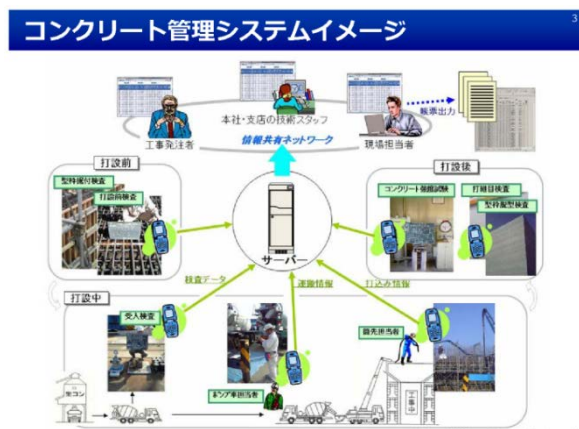 コンクリート管理システムイメージ
3
本社・支店の技術スタッフ
工事発注者
情報共有ネットワーク
現場担当者
帳票出力
打設前
型枠据付検査
打設前検査
打設後
コンクリート強度試験
打継目検査
型枠脱型検査
サーバー
検査データ
運搬情報
打込み情報
打設中
受入検査
筒先担当者
ポンプ車担当者
生コン
工事中